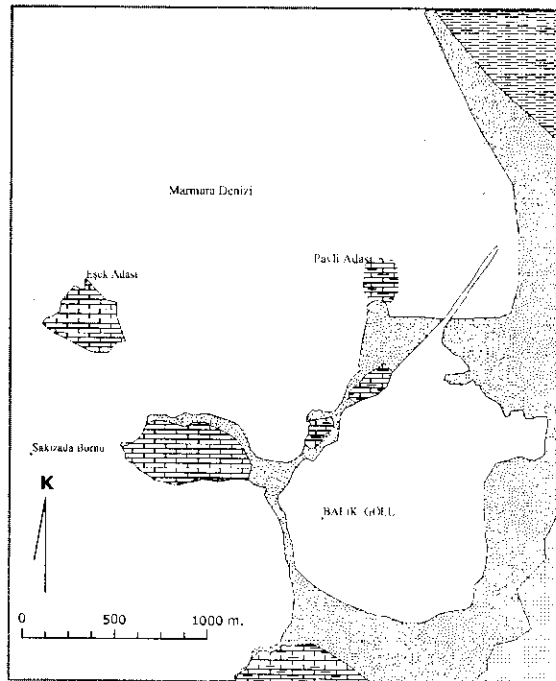 Marmara Denizi
Eşek Adası
Pavli Adası
Sakızada Burnu
K
BALIK GÖLÜ
0 500 1000 m.